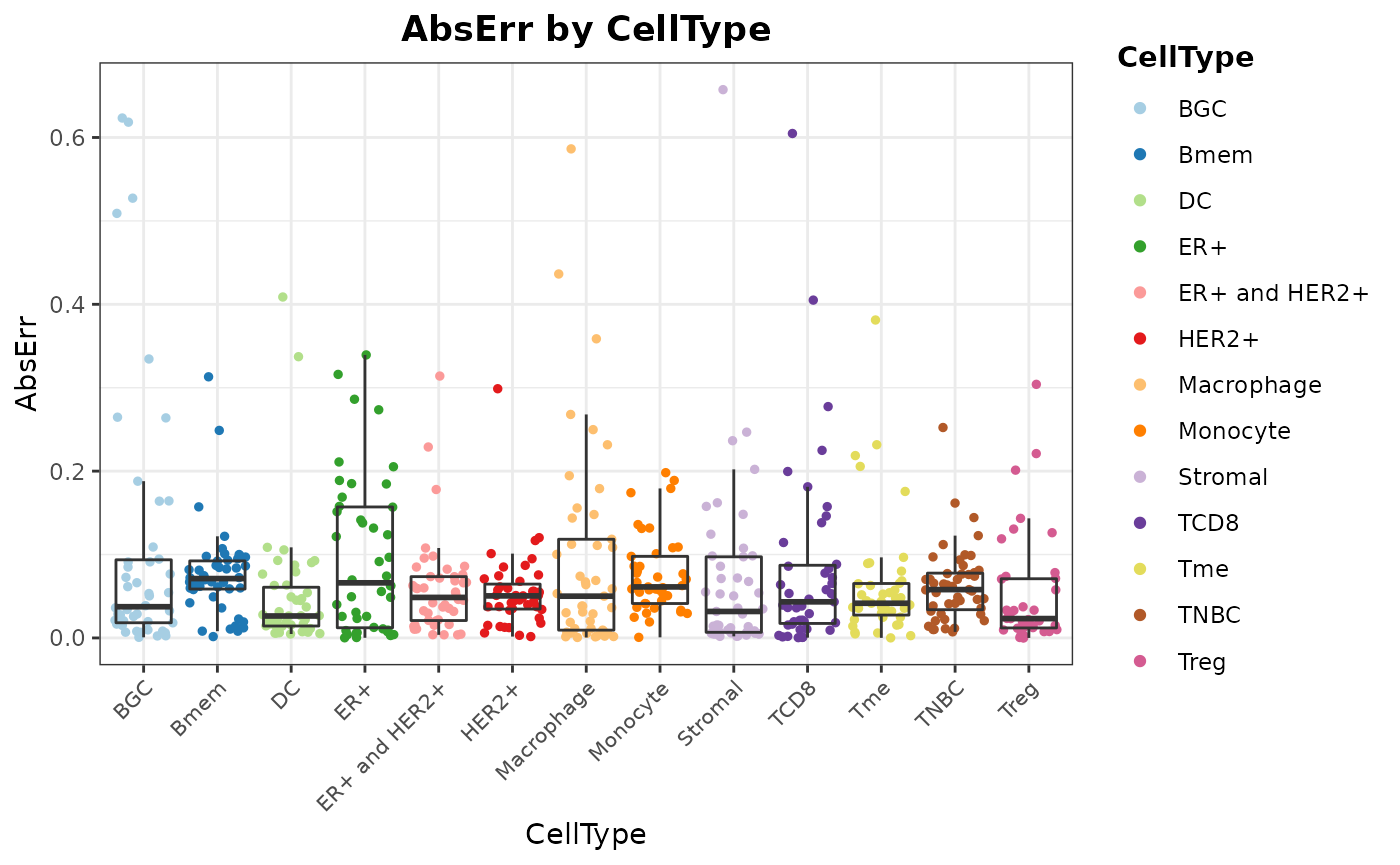 AbsErr by CellType
AbsErr
0.6
0.4
0.2
0.0
BGC
Bmem
DC
ER+
ER+ and HER2+
HER2+
Macrophage
Monocyte
Stromal
TCD8
Tme
TNBC
Treg
CellType
CellType
BGC
Bmem
DC
ER+
ER+ and HER2+
HER2+
Macrophage
Monocyte
Stromal
TCD8
Tme
TNBC
Treg